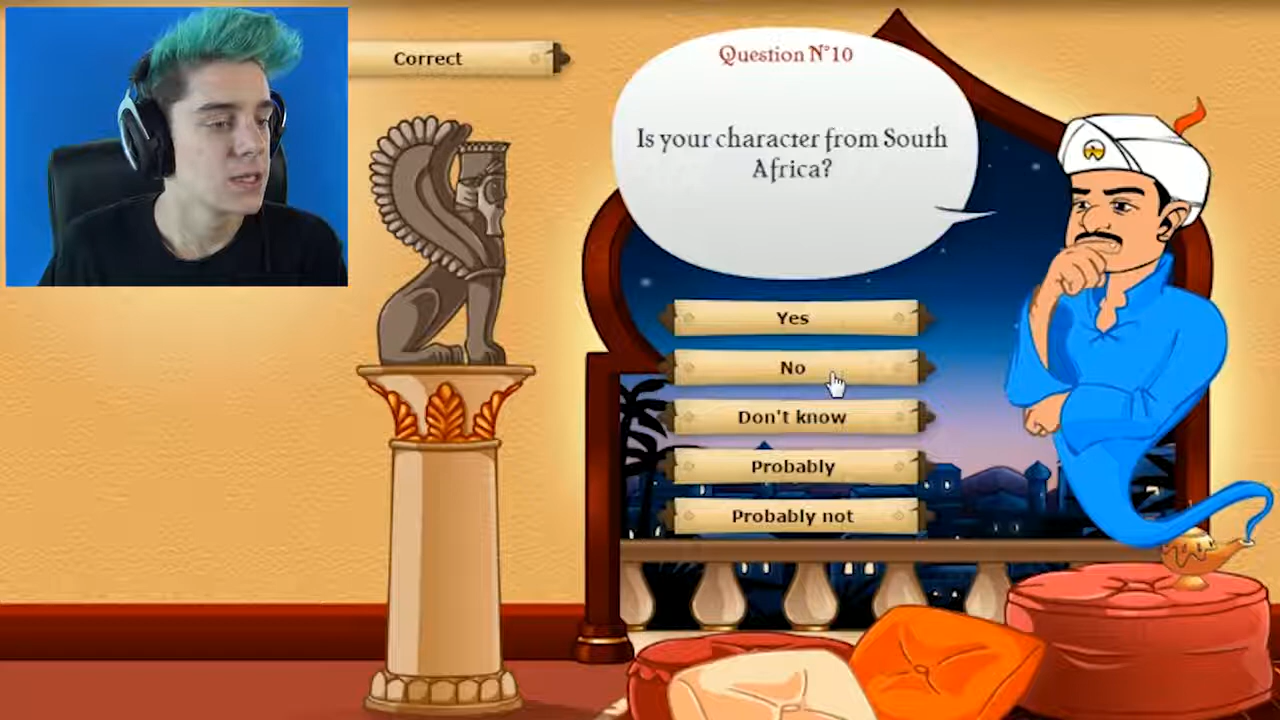 Correct
Question N°10
Is your character from South
Africa?
Yes
No
Don't know
Probably
Probably not